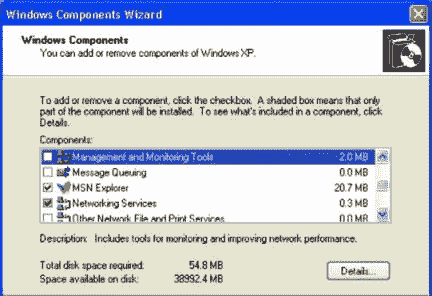 Windows Components Wizard
Windows Components
You can add or remove components of Windows XP.
To add or remove a component, click the checkbox. A shaded box means that only
part of the component will be installed. To see what's included in a component, click
Details.
Components:
Management and Monitoring Tools 2.0 MB
Message Queuing 0.0 MB
MSN Explorer 20.7 MB
Networking Services 0.3 MB
Other Network File and Print Services 0.0 MB
Description: Includes tools for monitoring and improving network performance.
Total disk space required: 54.8 MB
Space available on disk: 38992.4 MB
Details...